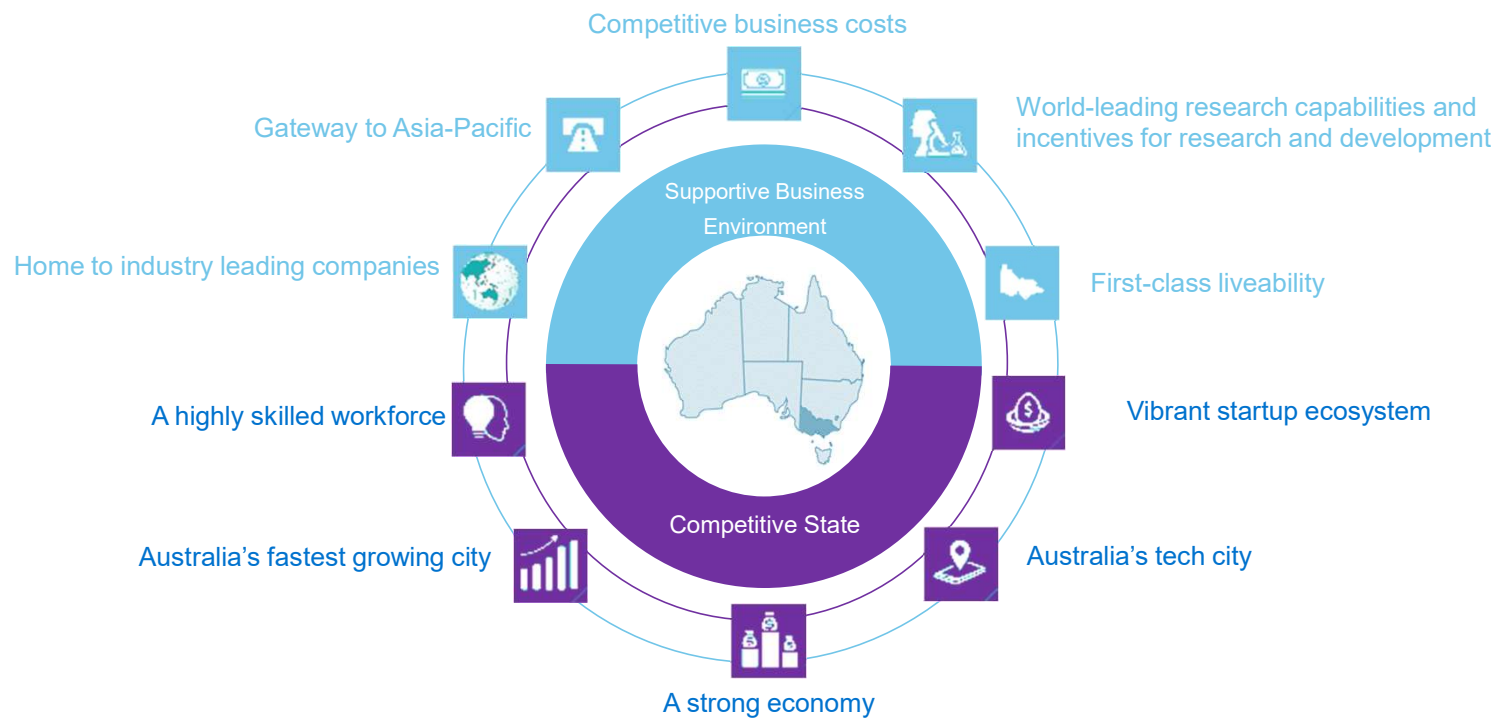 Competitive business costs
Gateway to Asia-Pacific
World-leading research capabilities and
incentives for research and development
Supportive Business
Environment
Home to industry leading companies
First-class liveability
A highly skilled workforce
Vibrant startup ecosystem
Competitive State
Australia’s fastest growing city
Australia’s tech city
A strong economy